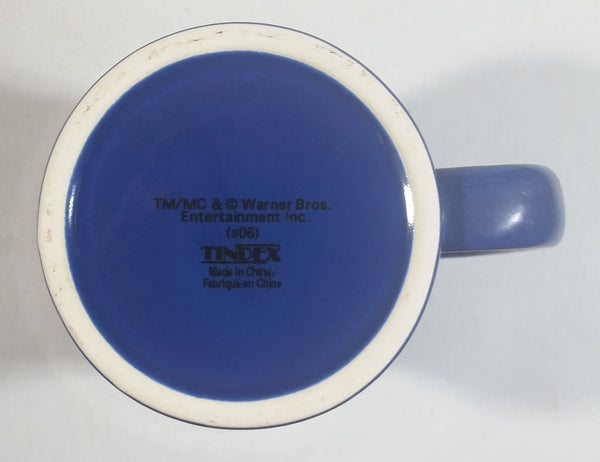 TM/MC & © Warner Bros.
Entertainment Inc.
(s06)
TINDEX
Made in China/
Fabriqué en Chine